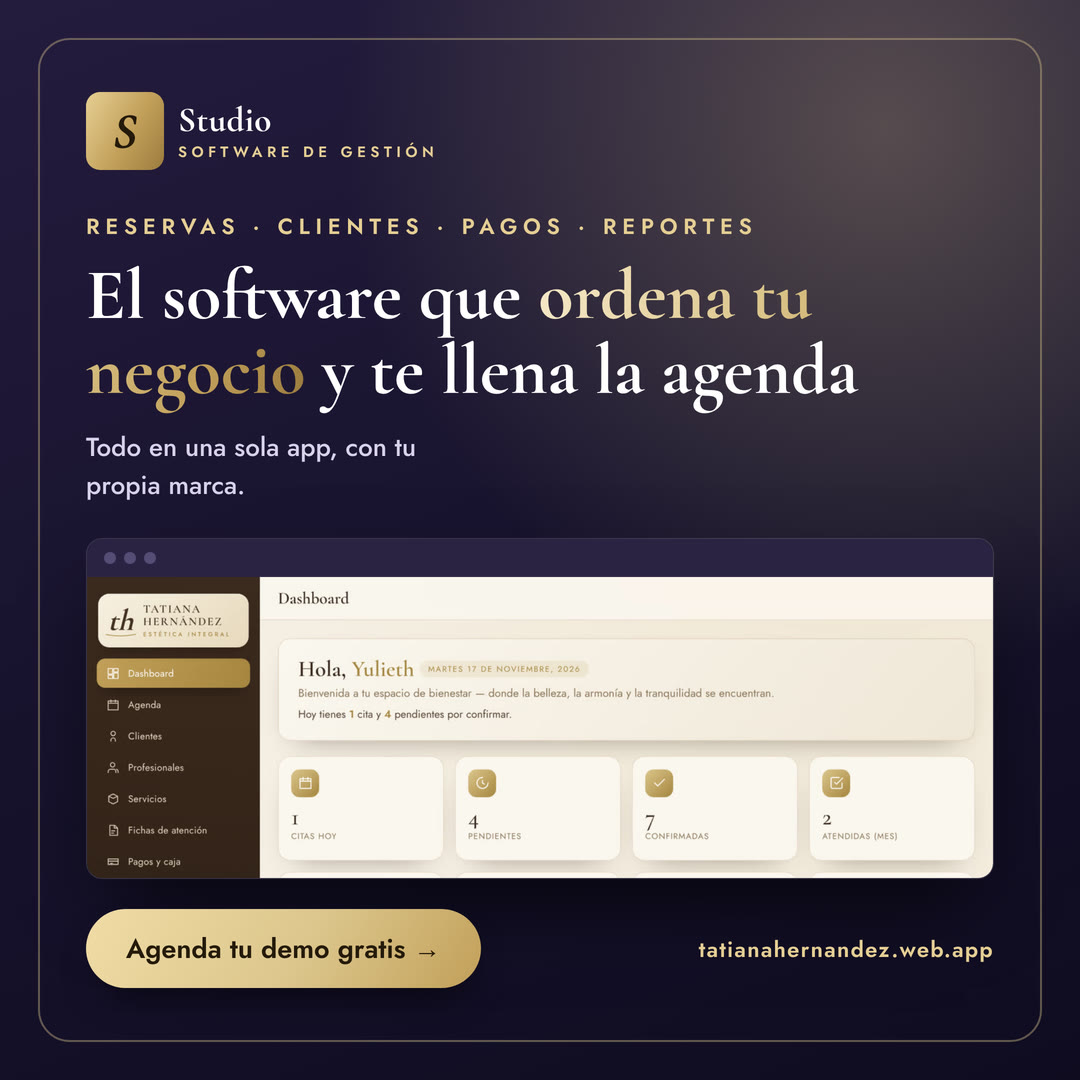 S
Studio
SOFTWARE DE GESTIÓN
RESERVAS · CLIENTES · PAGOS · REPORTES
El software que ordena tu
negocio y te llena la agenda
Todo en una sola app, con tu
propia marca.
th
TATIANA
HERNÁNDEZ
ESTÉTICA INTEGRAL
Dashboard
Agenda
Clientes
Profesionales
Servicios
Fichas de atención
Pagos y caja
Dashboard
Hola, Yulieth MARTES 17 DE NOVIEMBRE, 2026
Bienvenida a tu espacio de bienestar — donde la belleza, la armonía y la tranquilidad se encuentran.
Hoy tienes 1 cita y 4 pendientes por confirmar.
1
CITAS HOY
4
PENDIENTES
7
CONFIRMADAS
2
ATENDIDAS (MES)
Agenda tu demo gratis →
tatianahernandez.web.app